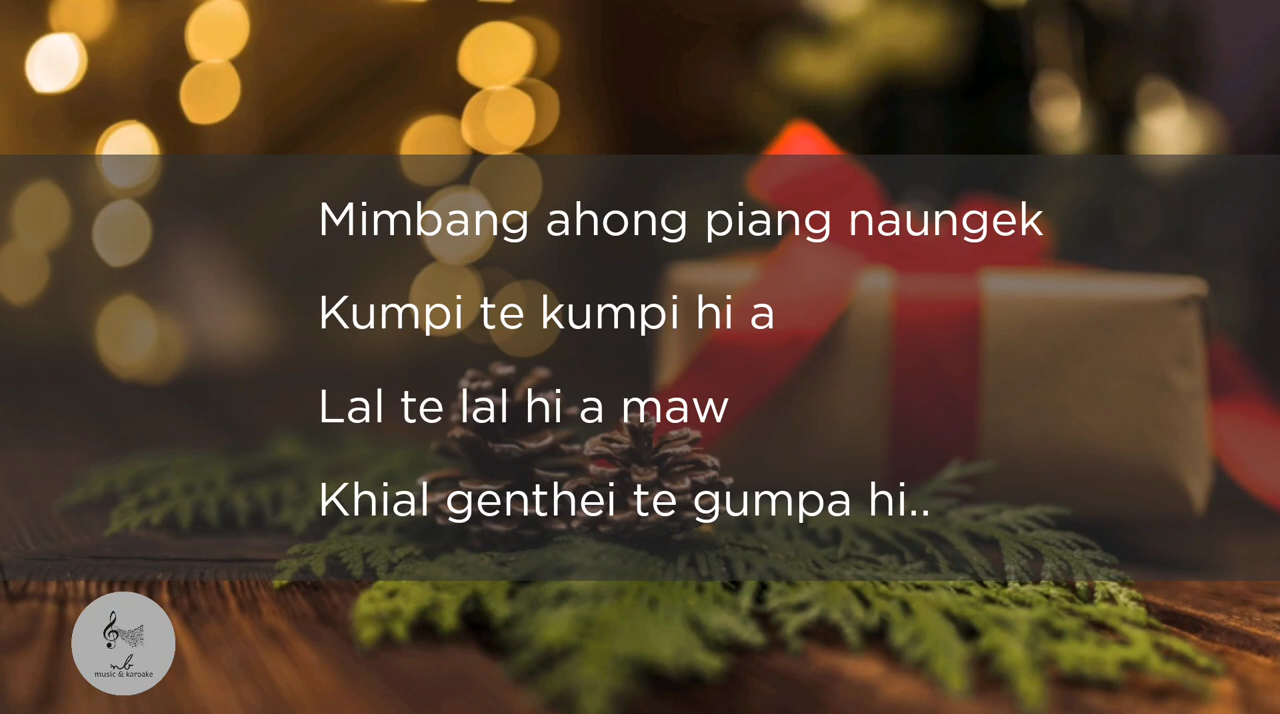 Mimbang ahong piang naungek
Kumpi te kumpi hi a
Lal te lal hi a maw
Khial genthei te gumpa hi..
nb
music & karaoke